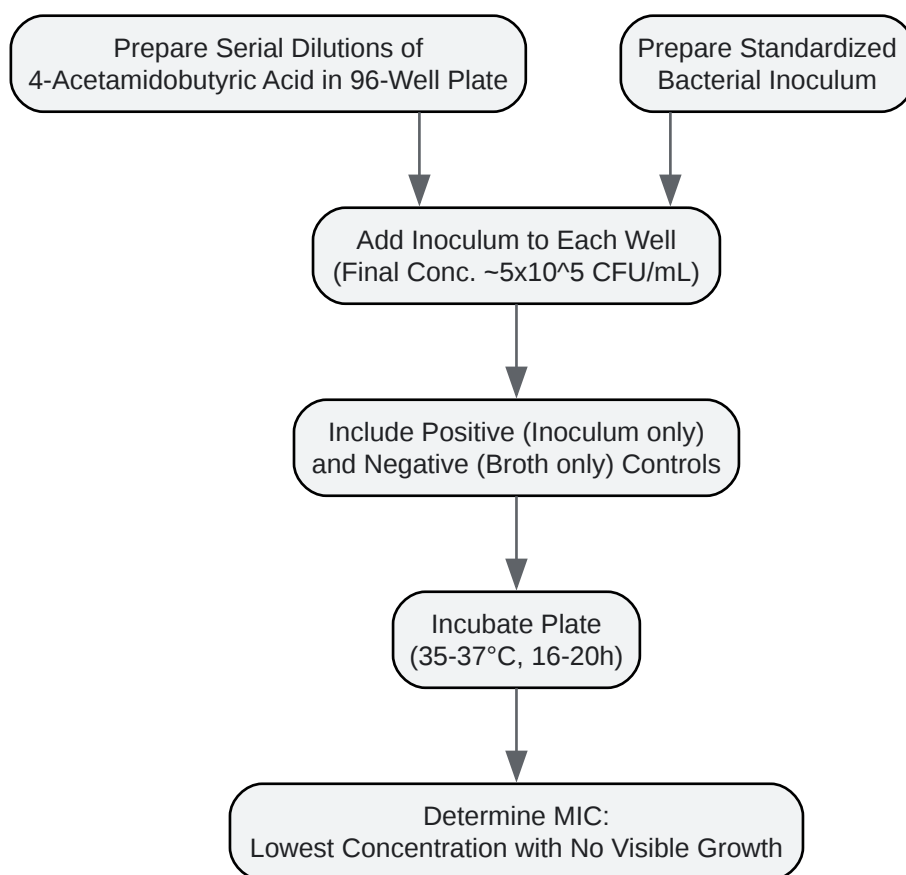 Prepare Serial Dilutions of
4-Acetamidobutyric Acid in 96-Well Plate
Prepare Standardized
Bacterial Inoculum
Add Inoculum to Each Well
(Final Conc. ~5x10^5 CFU/mL)
Include Positive (Inoculum only)
and Negative (Broth only) Controls
Incubate Plate
(35-37°C, 16-20h)
Determine MIC:
Lowest Concentration with No Visible Growth